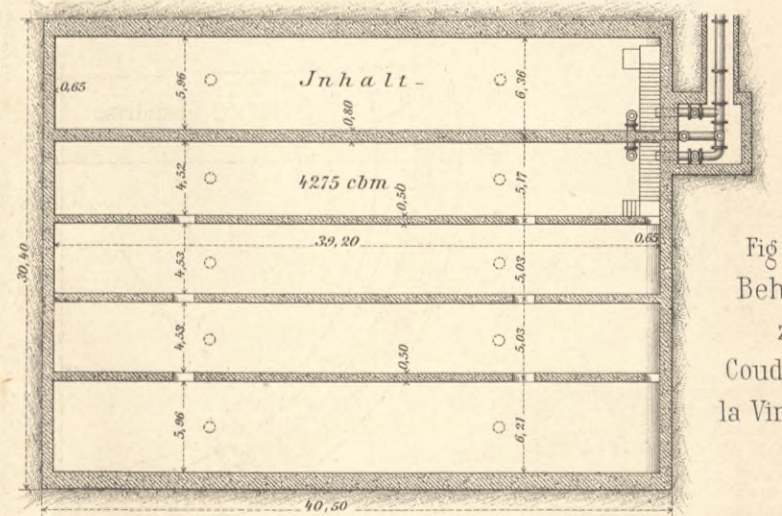 Jnhalt-
0,65
5,96
6,36
0,80
4,52
4275 cbm
5,17
0,50
39,20
0,65
30,40
4,53
5,03
4,53
5,03
0,50
5,96
6,21
40,50
Fig
Beh
z
Coud
la Vir